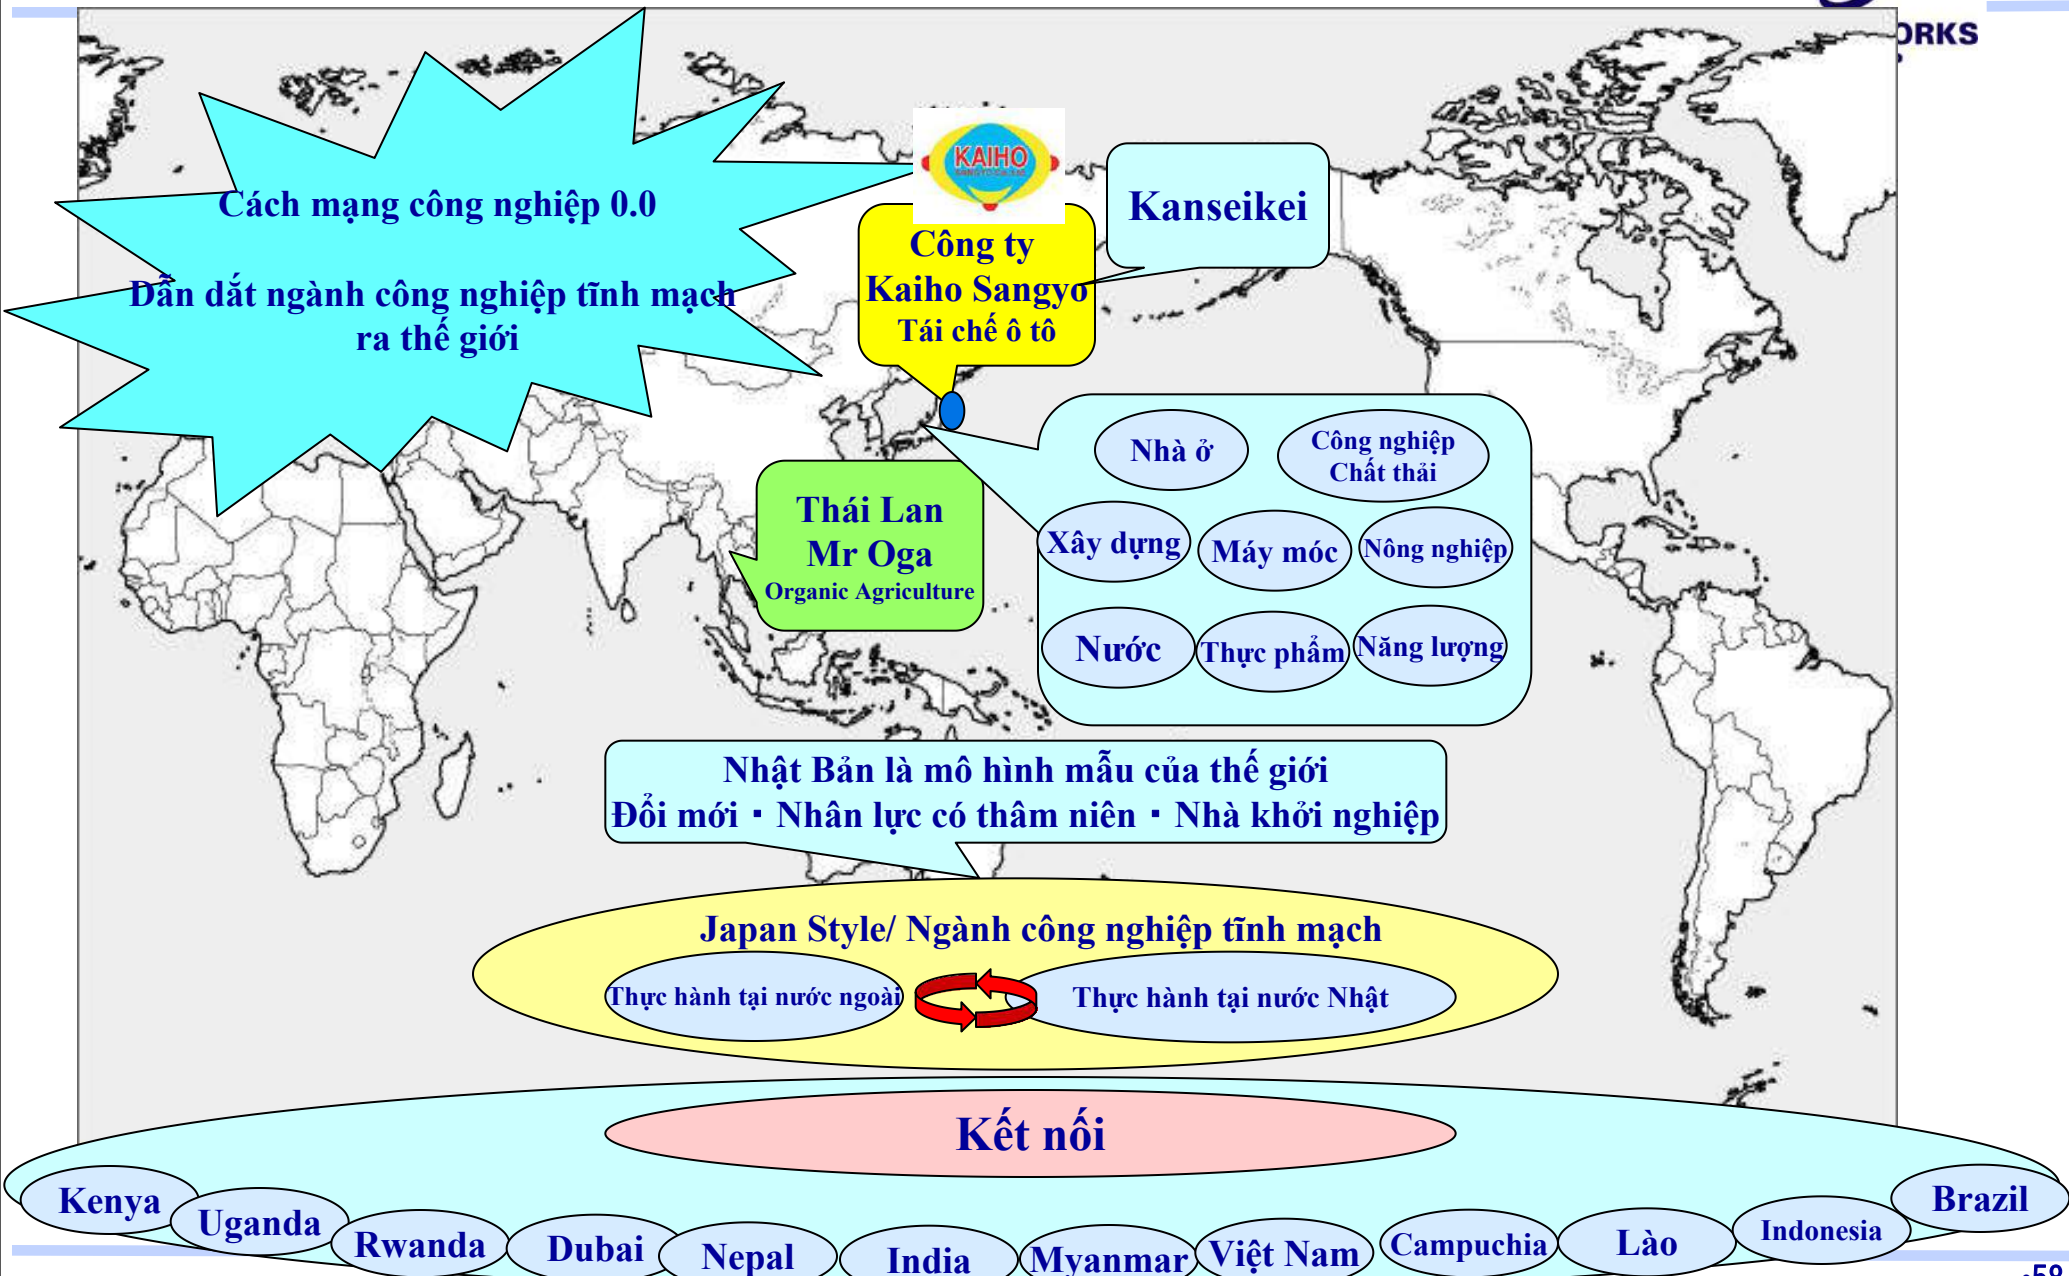 ORKS
KAIHO
Cách mạng công nghiệp 0.0
Dẫn dắt ngành công nghiệp tĩnh mạch
ra thế giới
Công ty
Kaiho Sangyo
Tái chế ô tô
Kanseikei
Nhà ở
Công nghiệp
Chất thải
Xây dựng
Máy móc
Nông nghiệp
Nước
Thực phẩm
Năng lượng
Thái Lan
Mr Oga
Organic Agriculture
Nhật Bản là mô hình mẫu của thế giới
Đổi mới・Nhân lực có thâm niên・Nhà khởi nghiệp
Japan Style/ Ngành công nghiệp tĩnh mạch
Thực hành tại nước ngoài
Thực hành tại nước Nhật
Kết nối
Kenya
Uganda
Rwanda
Dubai
Nepal
India
Myanmar
Việt Nam
Campuchia
Lào
Indonesia
Brazil